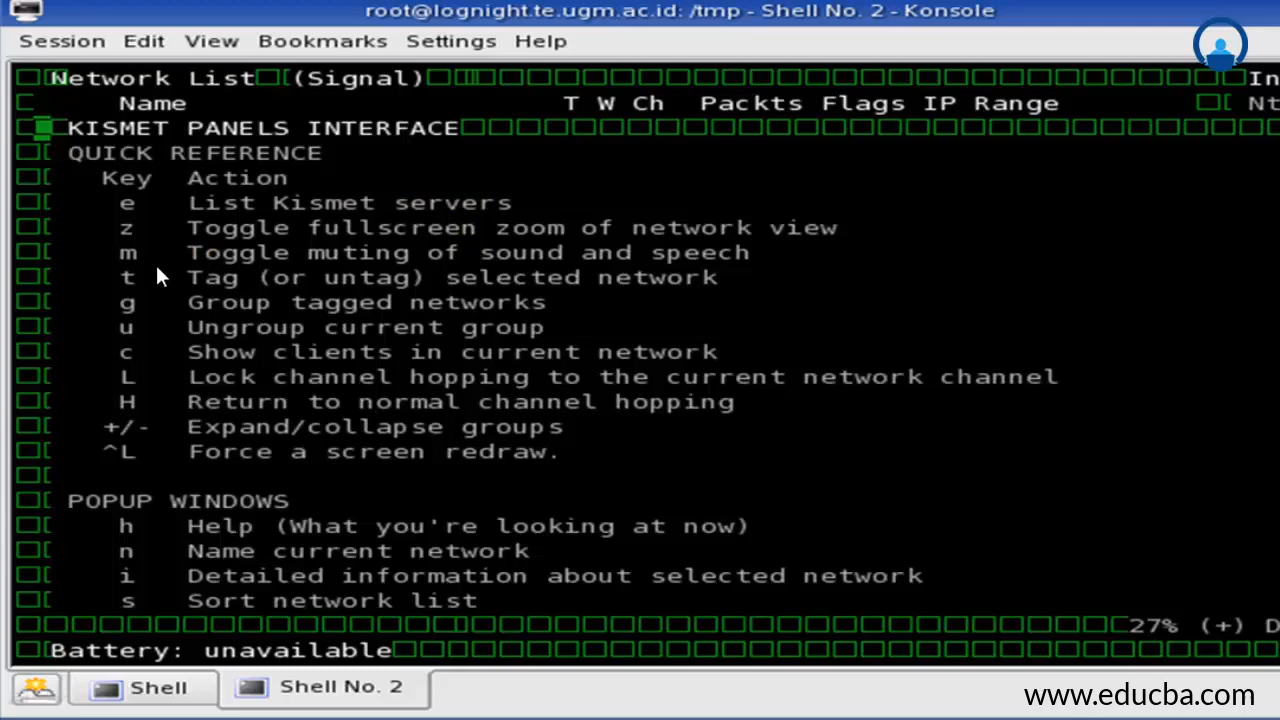 root@lognight.te.ugm.ac.id: /tmp - Shell No. 2 - Konsole
Session Edit View Bookmarks Settings Help
Network List (Signal) In
Name T W Ch Packts Flags IP Range Nt
KISMET PANELS INTERFACE
QUICK REFERENCE
Key Action
e List Kismet servers
z Toggle fullscreen zoom of network view
m Toggle muting of sound and speech
t Tag (or untag) selected network
g Group tagged networks
u Ungroup current group
c Show clients in current network
L Lock channel hopping to the current network channel
H Return to normal channel hopping
+/- Expand/collapse groups
^L Force a screen redraw.
POPUP WINDOWS
h Help (What you're looking at now)
n Name current network
i Detailed information about selected network
s Sort network list
27% (+) D
Battery: unavailable
Shell Shell No. 2
www.educba.com